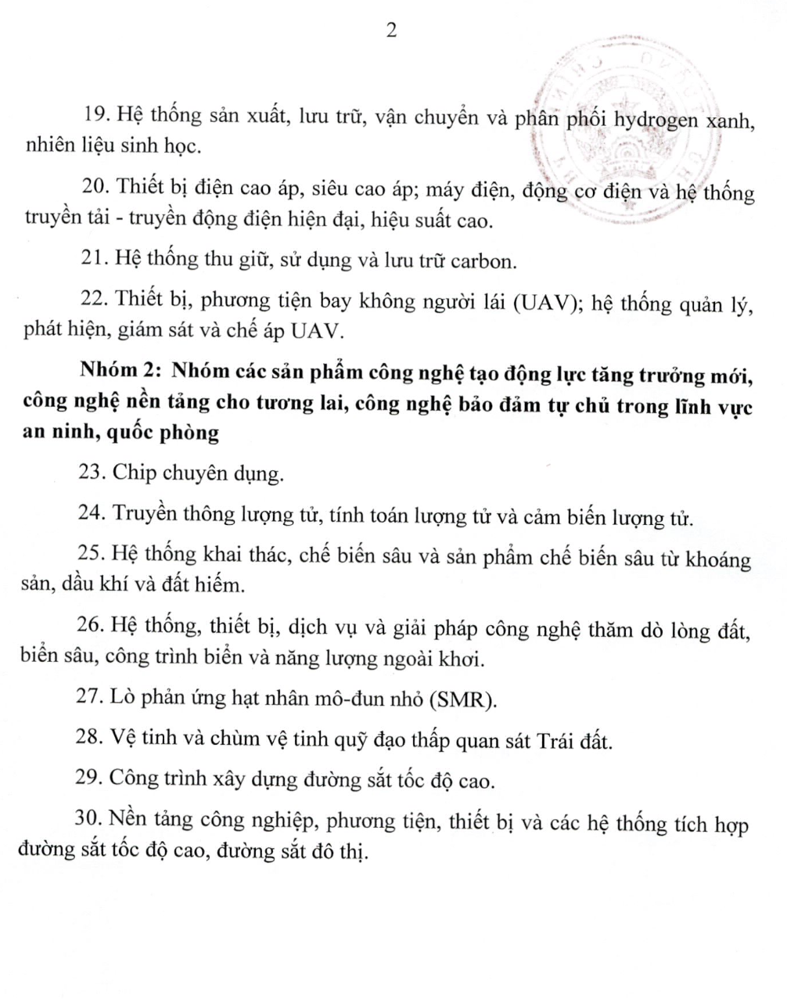 2
19. Hệ thống sản xuất, lưu trữ, vận chuyển và phân phối hydrogen xanh,
nhiên liệu sinh học.
20. Thiết bị điện cao áp, siêu cao áp; máy điện, động cơ điện và hệ thống
truyền tải - truyền động điện hiện đại, hiệu suất cao.
21. Hệ thống thu giữ, sử dụng và lưu trữ carbon.
22. Thiết bị, phương tiện bay không người lái (UAV); hệ thống quản lý,
phát hiện, giám sát và chế áp UAV.
Nhóm 2: Nhóm các sản phẩm công nghệ tạo động lực tăng trưởng mới,
công nghệ nền tảng cho tương lai, công nghệ bảo đảm tự chủ trong lĩnh vực
an ninh, quốc phòng
23. Chip chuyên dụng.
24. Truyền thông lượng tử, tính toán lượng tử và cảm biến lượng tử.
25. Hệ thống khai thác, chế biến sâu và sản phẩm chế biến sâu từ khoáng
sản, dầu khí và đất hiếm.
26. Hệ thống, thiết bị, dịch vụ và giải pháp công nghệ thăm dò lòng đất,
biển sâu, công trình biển và năng lượng ngoài khơi.
27. Lò phản ứng hạt nhân mô-đun nhỏ (SMR).
28. Vệ tinh và chùm vệ tinh quỹ đạo thấp quan sát Trái đất.
29. Công trình xây dựng đường sắt tốc độ cao.
30. Nền tảng công nghiệp, phương tiện, thiết bị và các hệ thống tích hợp
đường sắt tốc độ cao, đường sắt đô thị.